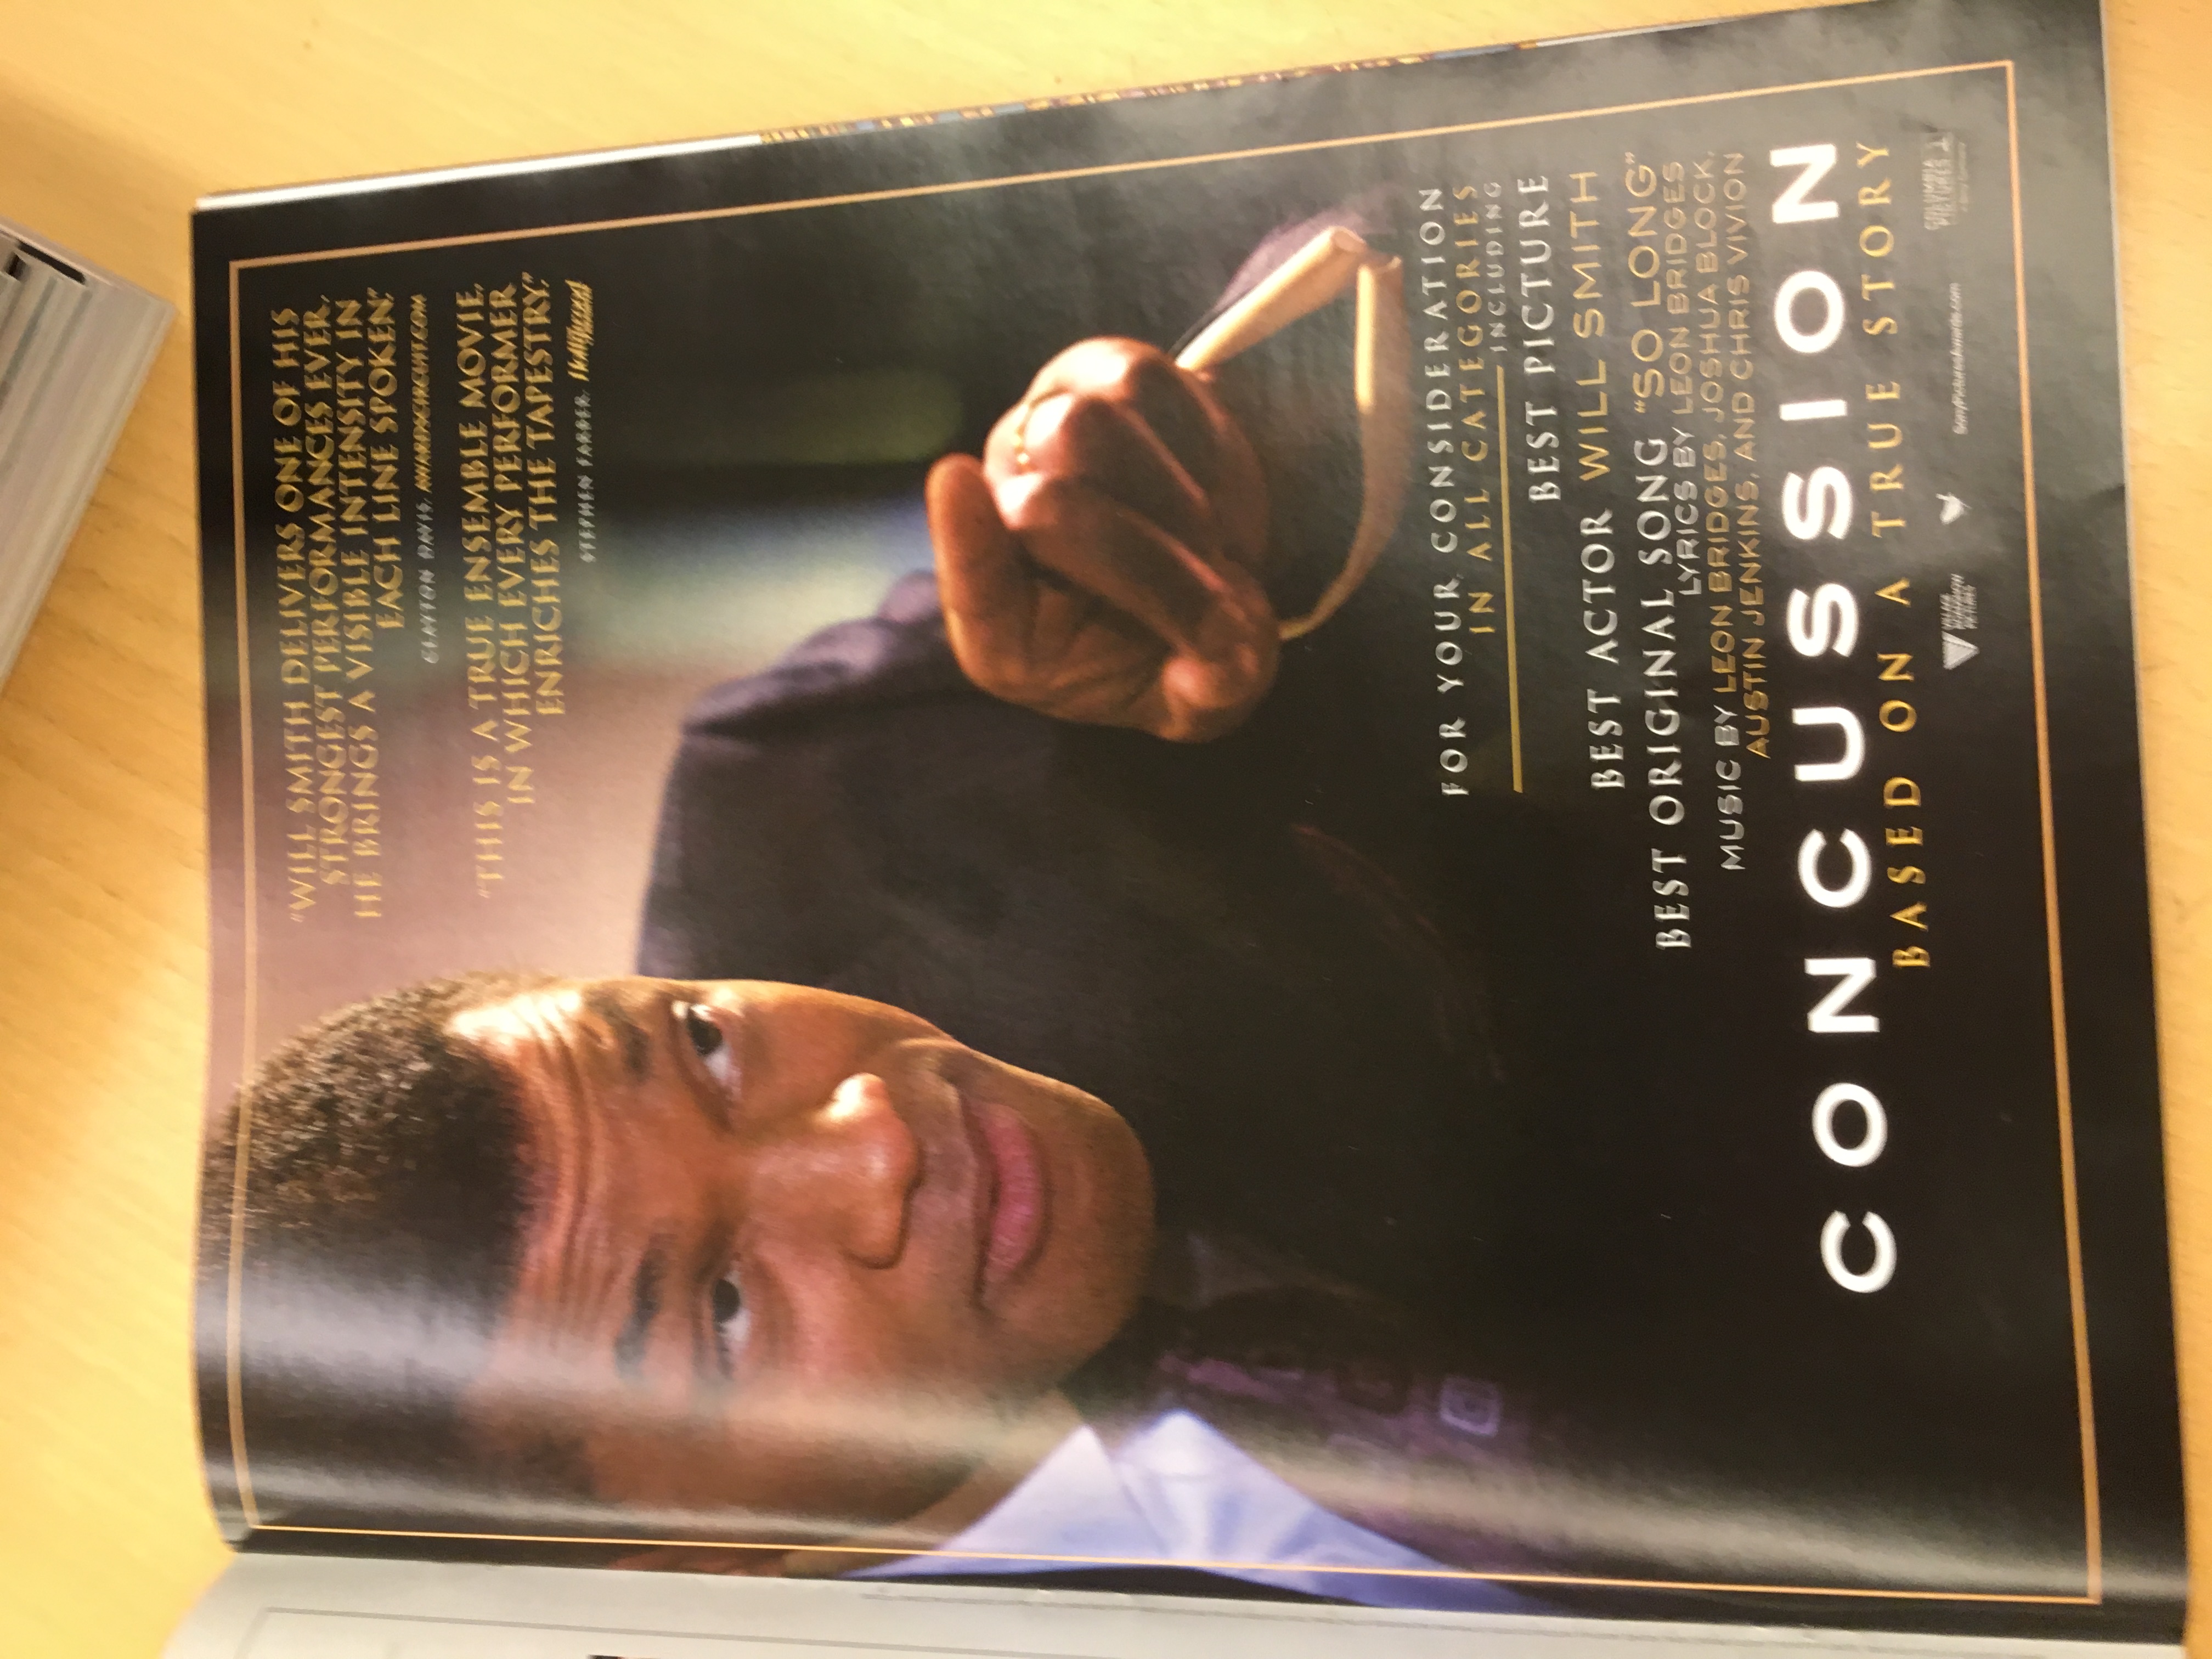 "WILL SMITH DELIVERS ONE OF HIS
STRONGEST PERFORMANCES EVER.
HE BRINGS A VISIBLE INTENSITY IN
EACH LINE SPOKEN."
CLAYTON DAVIS, AWARDSCIRCUIT.COM
"THIS IS A TRUE ENSEMBLE MOVIE,
IN WHICH EVERY PERFORMER
ENRICHES THE TAPESTRY."
STEPHEN FARBER, Hollywood
FOR YOUR CONSIDERATION
IN ALL CATEGORIES
INCLUDING
BEST PICTURE
BEST ACTOR WILL SMITH
BEST ORIGINAL SONG "SO LONG"
LYRICS BY LEON BRIDGES
MUSIC BY LEON BRIDGES, JOSHUA BLOCK,
AUSTIN JENKINS, AND CHRIS VIVION
CONCUSSION
BASED ON A TRUE STORY
VILLAGE ROADSHOW PICTURES
SonyPicturesAwards.com
COLUMBIA PICTURES